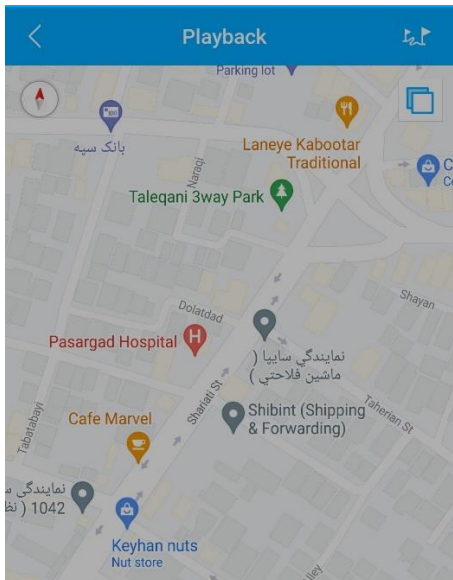 Playback
Parking lot
بانک سپه
Laneye Kabootar
Traditional
Naraqi
Taleqani 3way Park
Shayan
Dolatdad
Pasargad Hospital
نمایندگی سایپا (
ماشین فلاحتی )
Shariati St
Taherian St
Cafe Marvel
Shibint (Shipping
& Forwarding)
Tabatabayi
نمایندگی س
1042 ( نظ
Keyhan nuts
Nut store